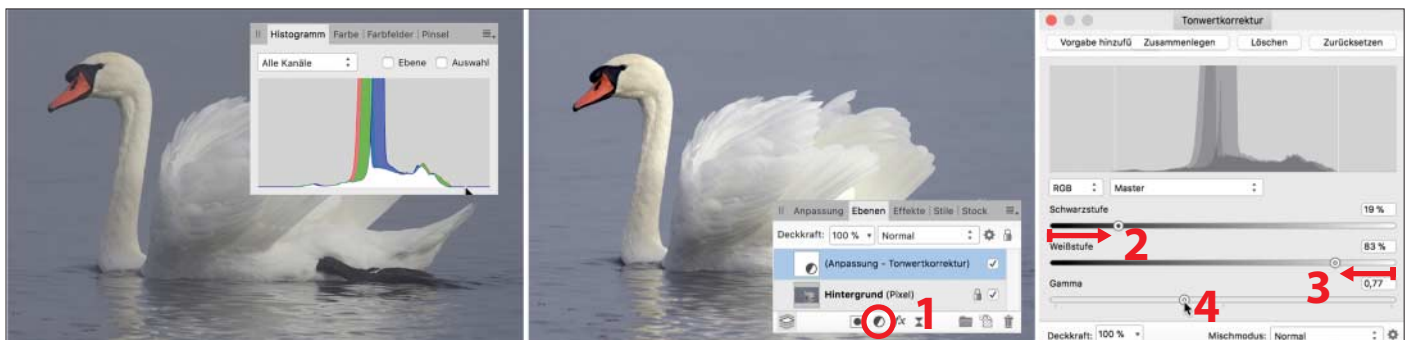 Histogramm Farbe Farbfelder Pinsel
Alle Kanäle Ebene Auswahl
Anpassung Ebenen Effekte Stile Stock
Deckkraft: 100 % Normal
(Anpassung - Tonwertkorrektur)
Hintergrund (Pixel)
fx
1
Tonwertkorrektur
Vorgabe hinzufü Zusammenlegen Löschen Zurücksetzen
RGB Master
Schwarzstufe 19 %
2
Weißstufe 83 %
3
Gamma 0,77
4
Deckkraft: 100 % Mischmodus: Normal